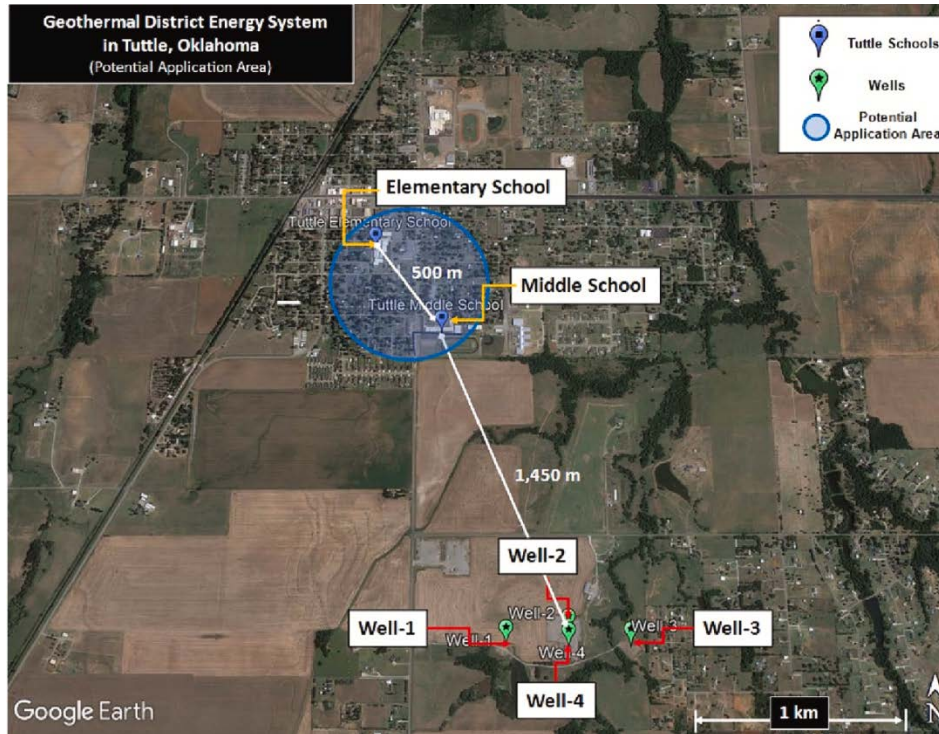 Geothermal District Energy System
in Tuttle, Oklahoma
(Potential Application Area)
Tuttle Schools
Wells
Potential
Application Area
Elementary School
Tuttle Elementary School
500 m
Middle School
Tuttle Middle School
1,450 m
Well-2
Well-2
Well-1
Well-1
Well-3
Well-3
Well-4
Well-4
Google Earth
1 km
N